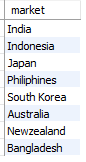 market
India
Indonesia
Japan
Philiphines
South Korea
Australia
Newzealand
Bangladesh